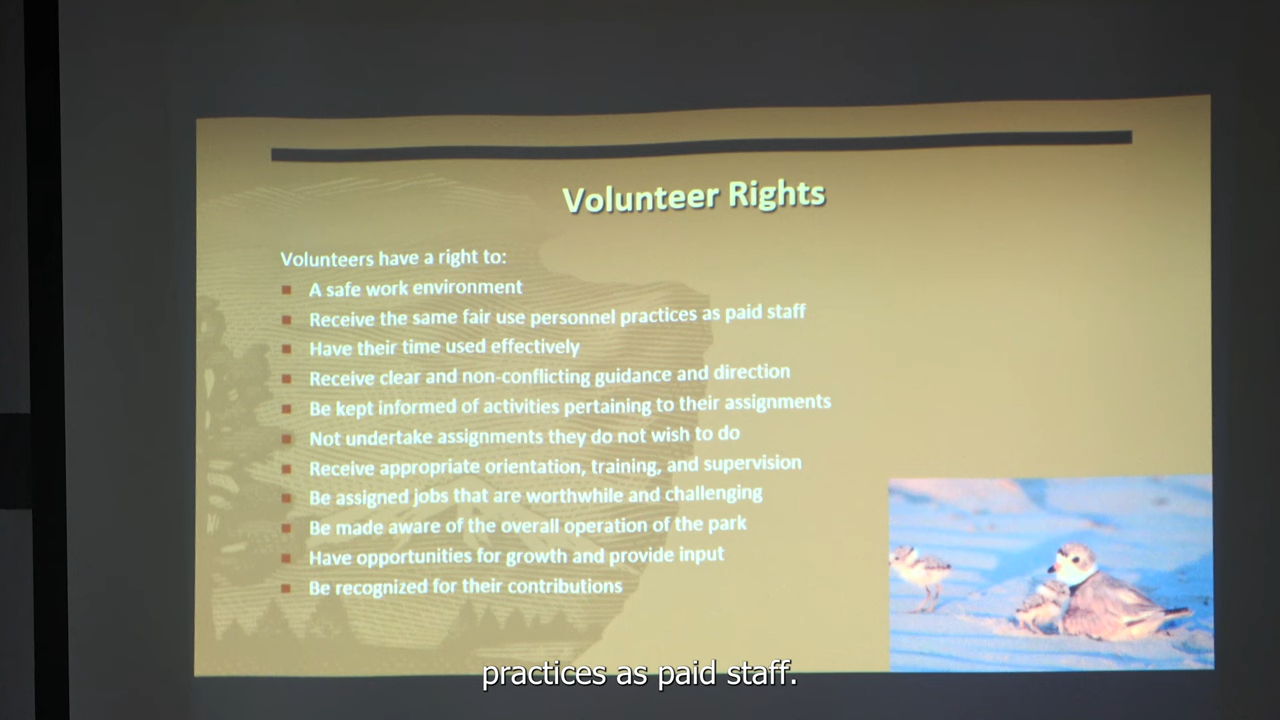 Volunteer Rights
Volunteers have a right to:
A safe work environment
Receive the same fair use personnel practices as paid staff
Have their time used effectively
Receive clear and non-conflicting guidance and direction
Be kept informed of activities pertaining to their assignments
Not undertake assignments they do not wish to do
Receive appropriate orientation, training, and supervision
Be assigned jobs that are worthwhile and challenging
Be made aware of the overall operation of the park
Have opportunities for growth and provide input
Be recognized for their contributions
practices as paid staff.